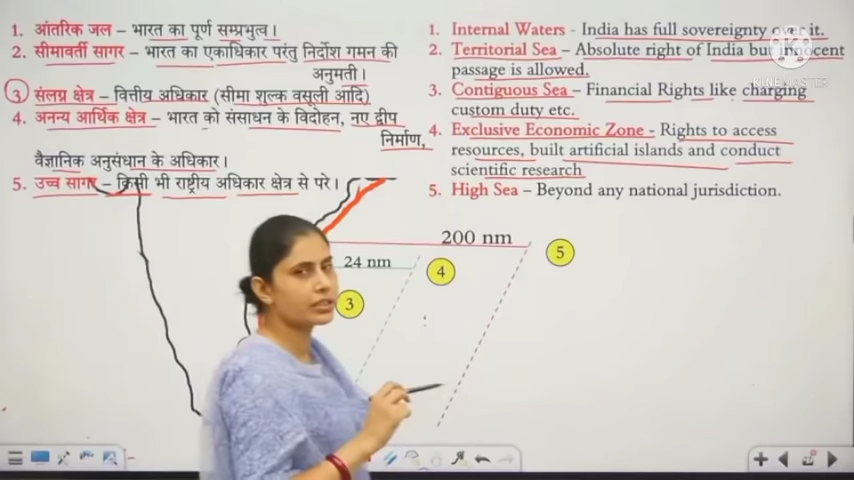 1. आंतरिक जल – भारत का पूर्ण सम्प्रभुत्व।
2. सीमावर्ती सागर – भारत का एकाधिकार परंतु निर्दोश गमन की
अनुमती।
3 संलग्न क्षेत्र – वित्तीय अधिकार (सीमा शुल्क वसूली आदि)
4. अनन्य आर्थिक क्षेत्र – भारत को संसाधन के विदोहन, नए द्वीप
निर्माण,
वैज्ञानिक अनुसंधान के अधिकार।
5. उच्च सागर – किसी भी राष्ट्रीय अधिकार क्षेत्र से परे।
1. Internal Waters - India has full sovereignty over it.
2. Territorial Sea – Absolute right of India but innocent
passage is allowed.
3. Contiguous Sea – Financial Rights like charging
custom duty etc.
4. Exclusive Economic Zone - Rights to access
resources, built artificial islands and conduct
scientific research
5. High Sea – Beyond any national jurisdiction.
KINEMASTER
200 nm
5
24 nm
4
3